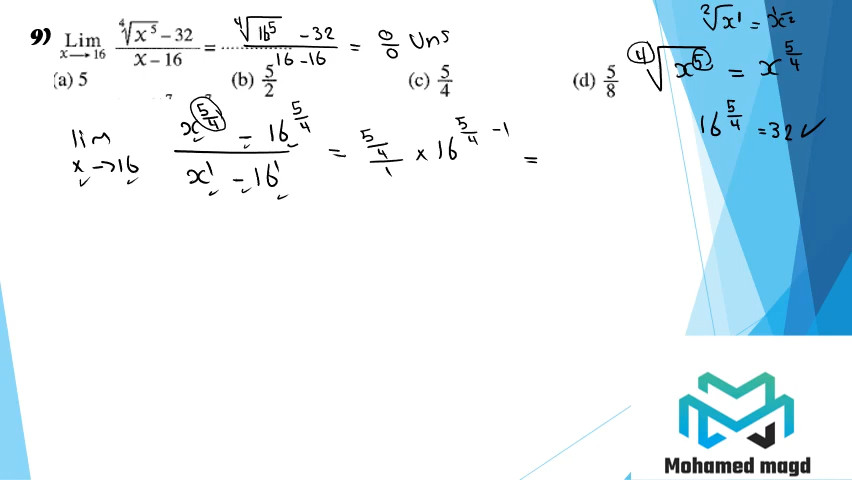 9) Lim x→16 (⁴√x⁵ − 32)/(x − 16) = ............ (⁴√16⁵ − 32)/(16 − 16) = 0/0 Uns
(a) 5 (b) 5/2 (c) 5/4 (d) 5/8
²√x¹ = x^(1/2)
⁴√x⁵ = x^(5/4)
16^(5/4) = 32 ✓
lim x→16 (x^(5/4) − 16^(5/4))/(x¹ − 16¹) = (5/4)/1 × 16^(5/4 − 1) =
Mohamed magd